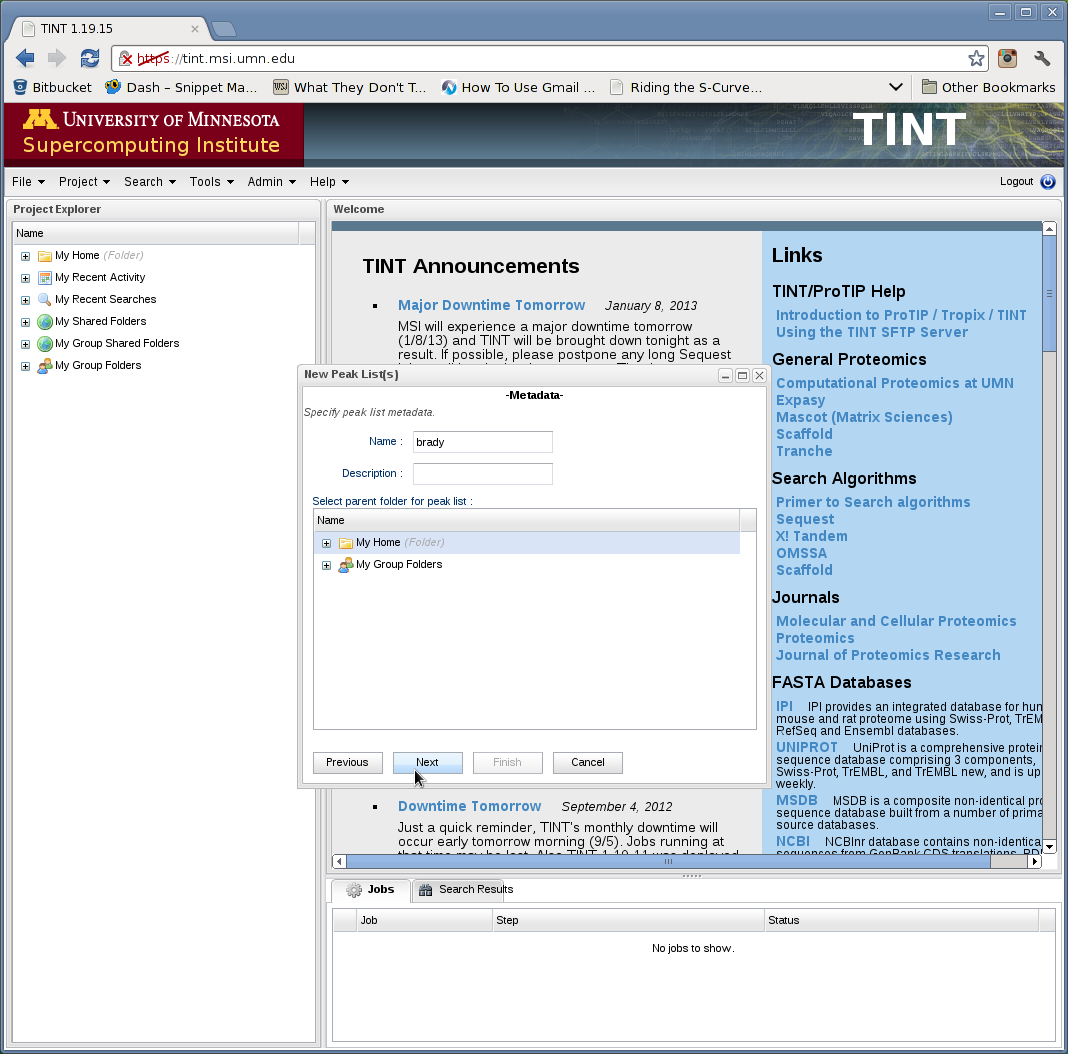 TINT 1.19.15
https://tint.msi.umn.edu
Bitbucket
Dash – Snippet Ma...
WSJ
What They Don't T...
How To Use Gmail ...
Riding the S-Curve...
Other Bookmarks
UNIVERSITY OF MINNESOTA
Supercomputing Institute
TINT
File Project Search Tools Admin Help
Logout
Project Explorer
Name
My Home (Folder)
My Recent Activity
My Recent Searches
My Shared Folders
My Group Shared Folders
My Group Folders
Welcome
TINT Announcements
Major Downtime Tomorrow January 8, 2013
MSI will experience a major downtime tomorrow
(1/8/13) and TINT will be brought down tonight as a
result. If possible, please postpone any long Sequest
New Peak List(s)
-Metadata-
Specify peak list metadata.
Name : brady
Description :
Select parent folder for peak list :
Name
My Home (Folder)
My Group Folders
Previous Next Finish Cancel
Downtime Tomorrow September 4, 2012
Just a quick reminder, TINT's monthly downtime will
occur early tomorrow morning (9/5). Jobs running at
Links
TINT/ProTIP Help
Introduction to ProTIP / Tropix / TINT
Using the TINT SFTP Server
General Proteomics
Computational Proteomics at UMN
Expasy
Mascot (Matrix Sciences)
Scaffold
Tranche
Search Algorithms
Primer to Search algorithms
Sequest
X! Tandem
OMSSA
Scaffold
Journals
Molecular and Cellular Proteomics
Proteomics
Journal of Proteomics Research
FASTA Databases
IPI IPI provides an integrated database for hum
mouse and rat proteome using Swiss-Prot, TrEM
RefSeq and Ensembl databases.
UNIPROT UniProt is a comprehensive protein
sequence database comprising 3 components,
Swiss-Prot, TrEMBL, and TrEMBL new, and is up
weekly.
MSDB MSDB is a composite non-identical pro
sequence database built from a number of prima
source databases.
NCBI NCBInr database contains non-identica
Jobs
Search Results
Job Step Status
No jobs to show.